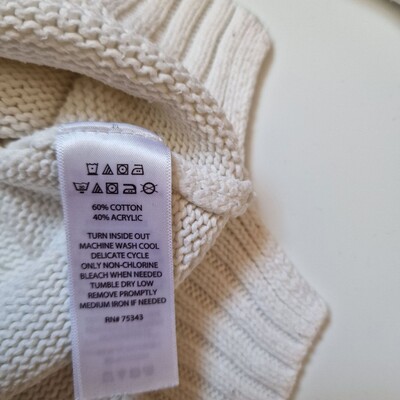 60% COTTON
40% ACRYLIC
TURN INSIDE OUT
MACHINE WASH COOL
DELICATE CYCLE
ONLY NON-CHLORINE
BLEACH WHEN NEEDED
TUMBLE DRY LOW
REMOVE PROMPTLY
MEDIUM IRON IF NEEDED
RN# 75343